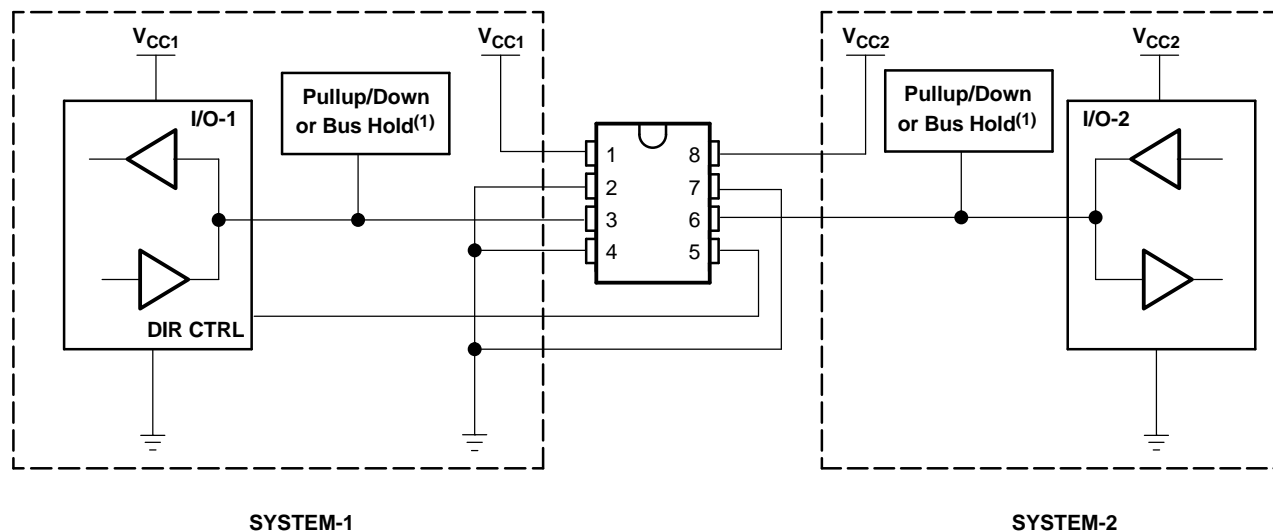 VCC1
VCC1
VCC2
VCC2
I/O-1
Pullup/Down
or Bus Hold(1)
Pullup/Down
or Bus Hold(1)
I/O-2
1
8
2
7
3
6
4
5
DIR CTRL
SYSTEM-1
SYSTEM-2